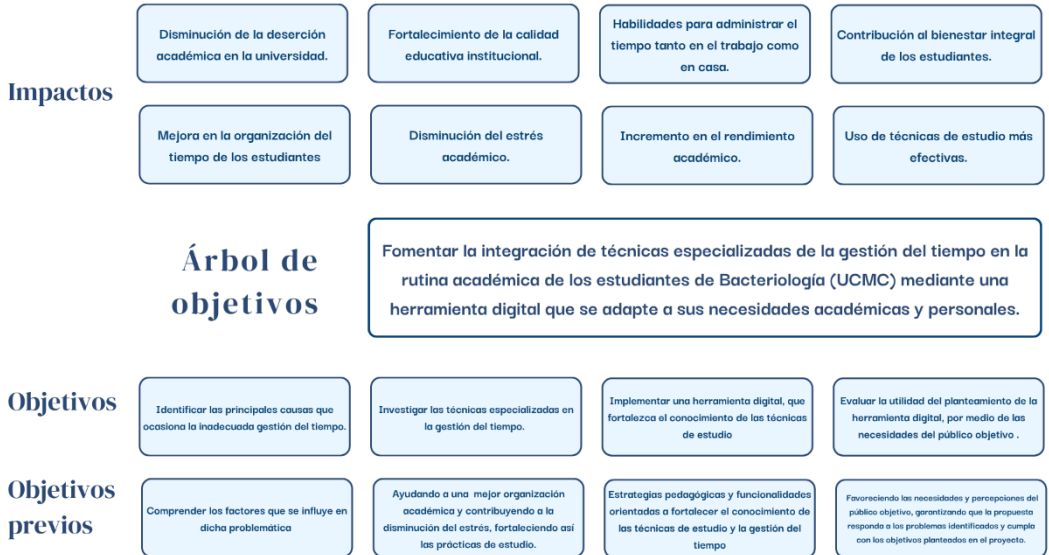 Impactos
Disminución de la deserción
académica en la universidad.
Fortalecimiento de la calidad
educativa institucional.
Habilidades para administrar el
tiempo tanto en el trabajo como
en casa.
Contribución al bienestar integral
de los estudiantes.
Mejora en la organización del
tiempo de los estudiantes
Disminución del estrés
académico.
Incremento en el rendimiento
académico.
Uso de técnicas de estudio más
efectivas.
Árbol de
objetivos
Fomentar la integración de técnicas especializadas de la gestión del tiempo en la
rutina académica de los estudiantes de Bacteriología (UCMC) mediante una
herramienta digital que se adapte a sus necesidades académicas y personales.
Objetivos
Identificar las principales causas que
ocasiona la inadecuada gestión del tiempo.
Investigar las técnicas especializadas en
la gestión del tiempo.
Implementar una herramienta digital, que
fortalezca el conocimiento de las técnicas
de estudio
Evaluar la utilidad del planteamiento de la
herramienta digital, por medio de las
necesidades del público objetivo .
Objetivos
previos
Comprender los factores que se influye en
dicha problemática
Ayudando a una mejor organización
académica y contribuyendo a la
disminución del estrés, fortaleciendo así
las prácticas de estudio.
Estrategias pedagógicas y funcionalidades
orientadas a fortalecer el conocimiento de
las técnicas de estudio y la gestión del
tiempo
Favoreciendo las necesidades y percepciones del
público objetivo, garantizando que la propuesta
responda a los problemas identificados y cumpla
con los objetivos planteados en el proyecto.